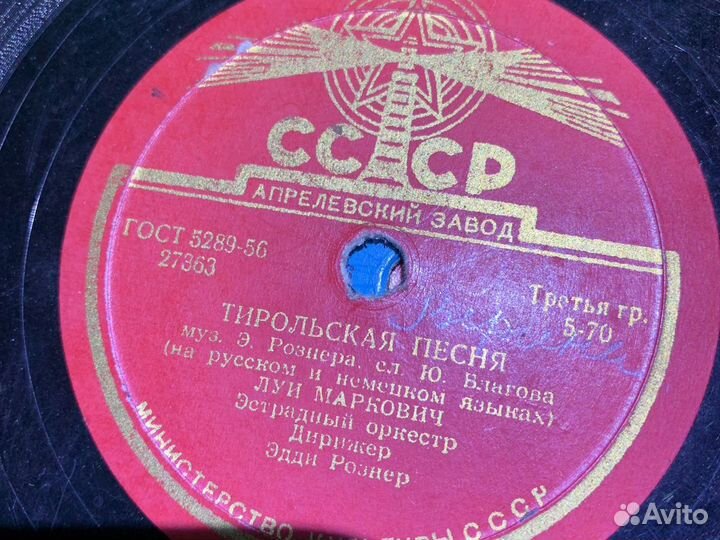 СССР
АПРЕЛЕВСКИЙ ЗАВОД
ГОСТ 5289-56
27363
Третья гр.
5-70
ТИРОЛЬСКАЯ ПЕСНЯ
муз. Э. Рознера, сл. Ю. Благова
(на русском и немецком языках)
ЛУИ МАРКОВИЧ
Эстрадный оркестр
Дирижер
Эдди Рознер
МИНИСТЕРСТВО КУЛЬТУРЫ СССР
Avito